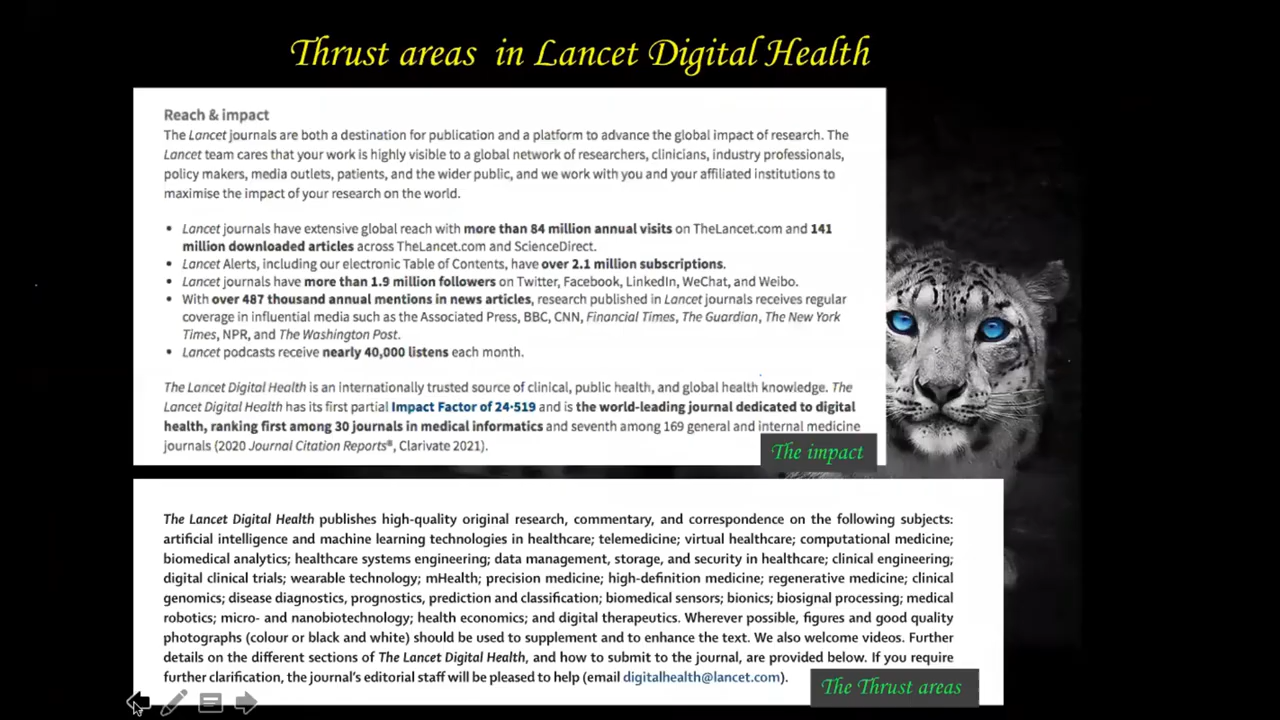 Thrust areas in Lancet Digital Health
Reach & impact
The Lancet journals are both a destination for publication and a platform to advance the global impact of research. The
Lancet team cares that your work is highly visible to a global network of researchers, clinicians, industry professionals,
policy makers, media outlets, patients, and the wider public, and we work with you and your affiliated institutions to
maximise the impact of your research on the world.
• Lancet journals have extensive global reach with more than 84 million annual visits on TheLancet.com and 141
million downloaded articles across TheLancet.com and ScienceDirect.
• Lancet Alerts, including our electronic Table of Contents, have over 2.1 million subscriptions.
• Lancet journals have more than 1.9 million followers on Twitter, Facebook, LinkedIn, WeChat, and Weibo.
• With over 487 thousand annual mentions in news articles, research published in Lancet journals receives regular
coverage in influential media such as the Associated Press, BBC, CNN, Financial Times, The Guardian, The New York
Times, NPR, and The Washington Post.
• Lancet podcasts receive nearly 40,000 listens each month.
The Lancet Digital Health is an internationally trusted source of clinical, public health, and global health knowledge. The
Lancet Digital Health has its first partial Impact Factor of 24·519 and is the world-leading journal dedicated to digital
health, ranking first among 30 journals in medical informatics and seventh among 169 general and internal medicine
journals (2020 Journal Citation Reports®, Clarivate 2021).
The impact
The Lancet Digital Health publishes high-quality original research, commentary, and correspondence on the following subjects:
artificial intelligence and machine learning technologies in healthcare; telemedicine; virtual healthcare; computational medicine;
biomedical analytics; healthcare systems engineering; data management, storage, and security in healthcare; clinical engineering;
digital clinical trials; wearable technology; mHealth; precision medicine; high-definition medicine; regenerative medicine; clinical
genomics; disease diagnostics, prognostics, prediction and classification; biomedical sensors; bionics; biosignal processing; medical
robotics; micro- and nanobiotechnology; health economics; and digital therapeutics. Wherever possible, figures and good quality
photographs (colour or black and white) should be used to supplement and to enhance the text. We also welcome videos. Further
details on the different sections of The Lancet Digital Health, and how to submit to the journal, are provided below. If you require
further clarification, the journal's editorial staff will be pleased to help (email digitalhealth@lancet.com).
The Thrust areas